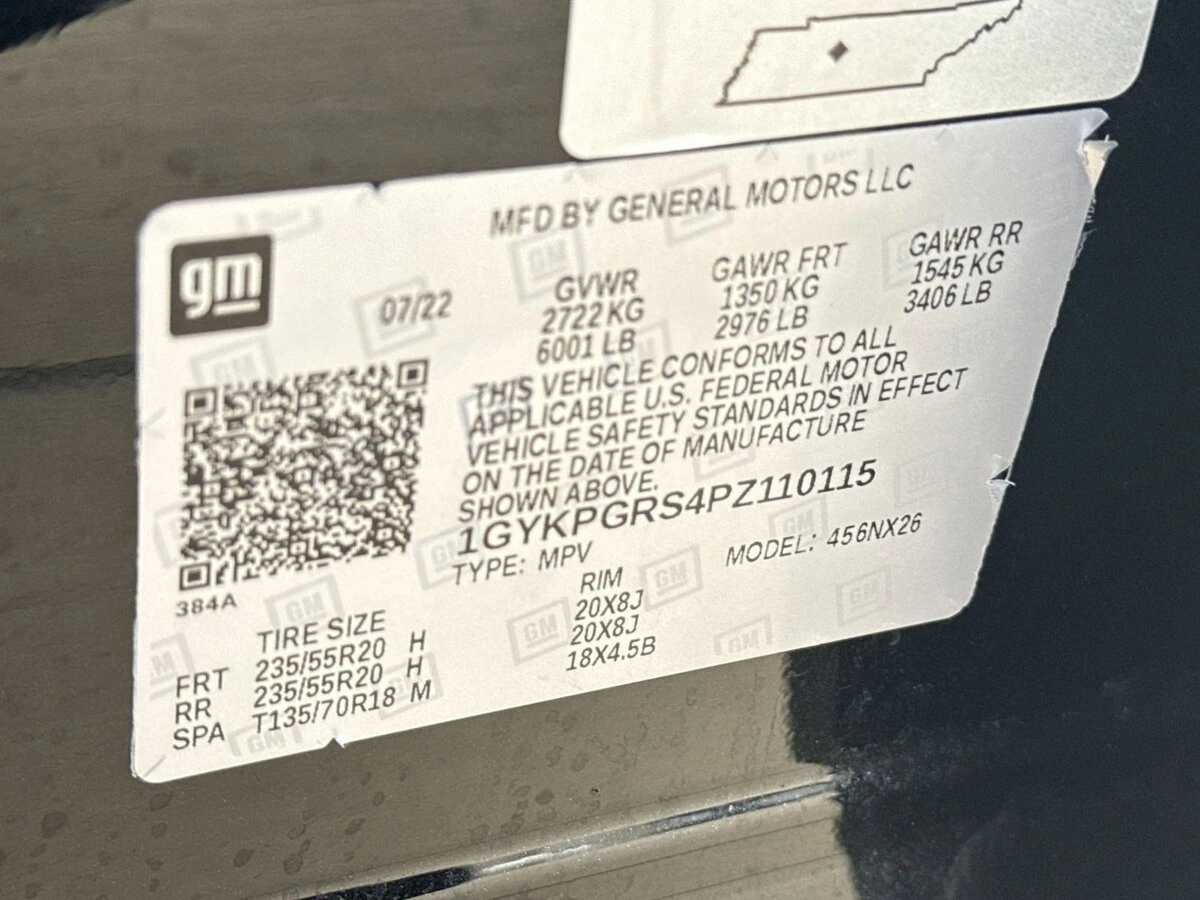 MFD BY GENERAL MOTORS LLC
gm
07/22
GVWR
2722KG
6001 LB
GAWR FRT
1350 KG
2976 LB
GAWR RR
1545 KG
3406 LB
THIS VEHICLE CONFORMS TO ALL
APPLICABLE U.S. FEDERAL MOTOR
VEHICLE SAFETY STANDARDS IN EFFECT
ON THE DATE OF MANUFACTURE
SHOWN ABOVE.
1GYKPGRS4PZ110115
TYPE: MPV MODEL: 456NX26
384A
TIRE SIZE RIM
FRT 235/55R20 H 20X8J
RR 235/55R20 H 20X8J
SPA T135/70R18 M 18X4.5B